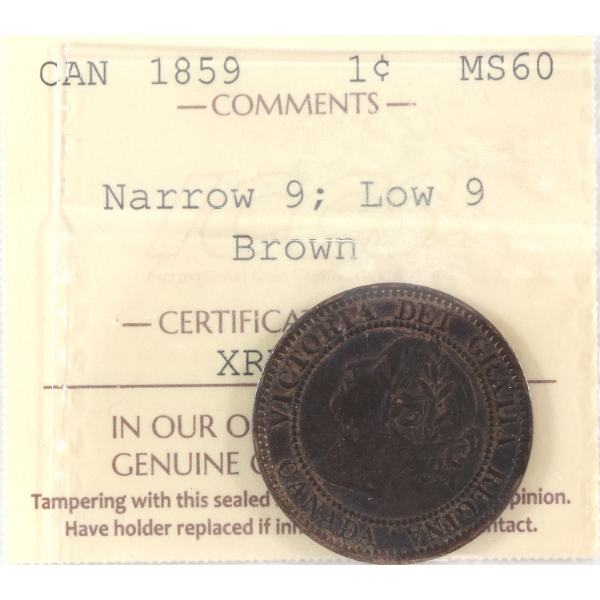 CAN 1859 1¢ MS60
— COMMENTS —
Narrow 9; Low 9
Brown
— CERTIFICA
XR
IN OUR O
GENUINE
Tampering with this sealed pinion.
Have holder replaced if in ntact.
VICTORIA DEI GRATIA REGINA.
CANADA